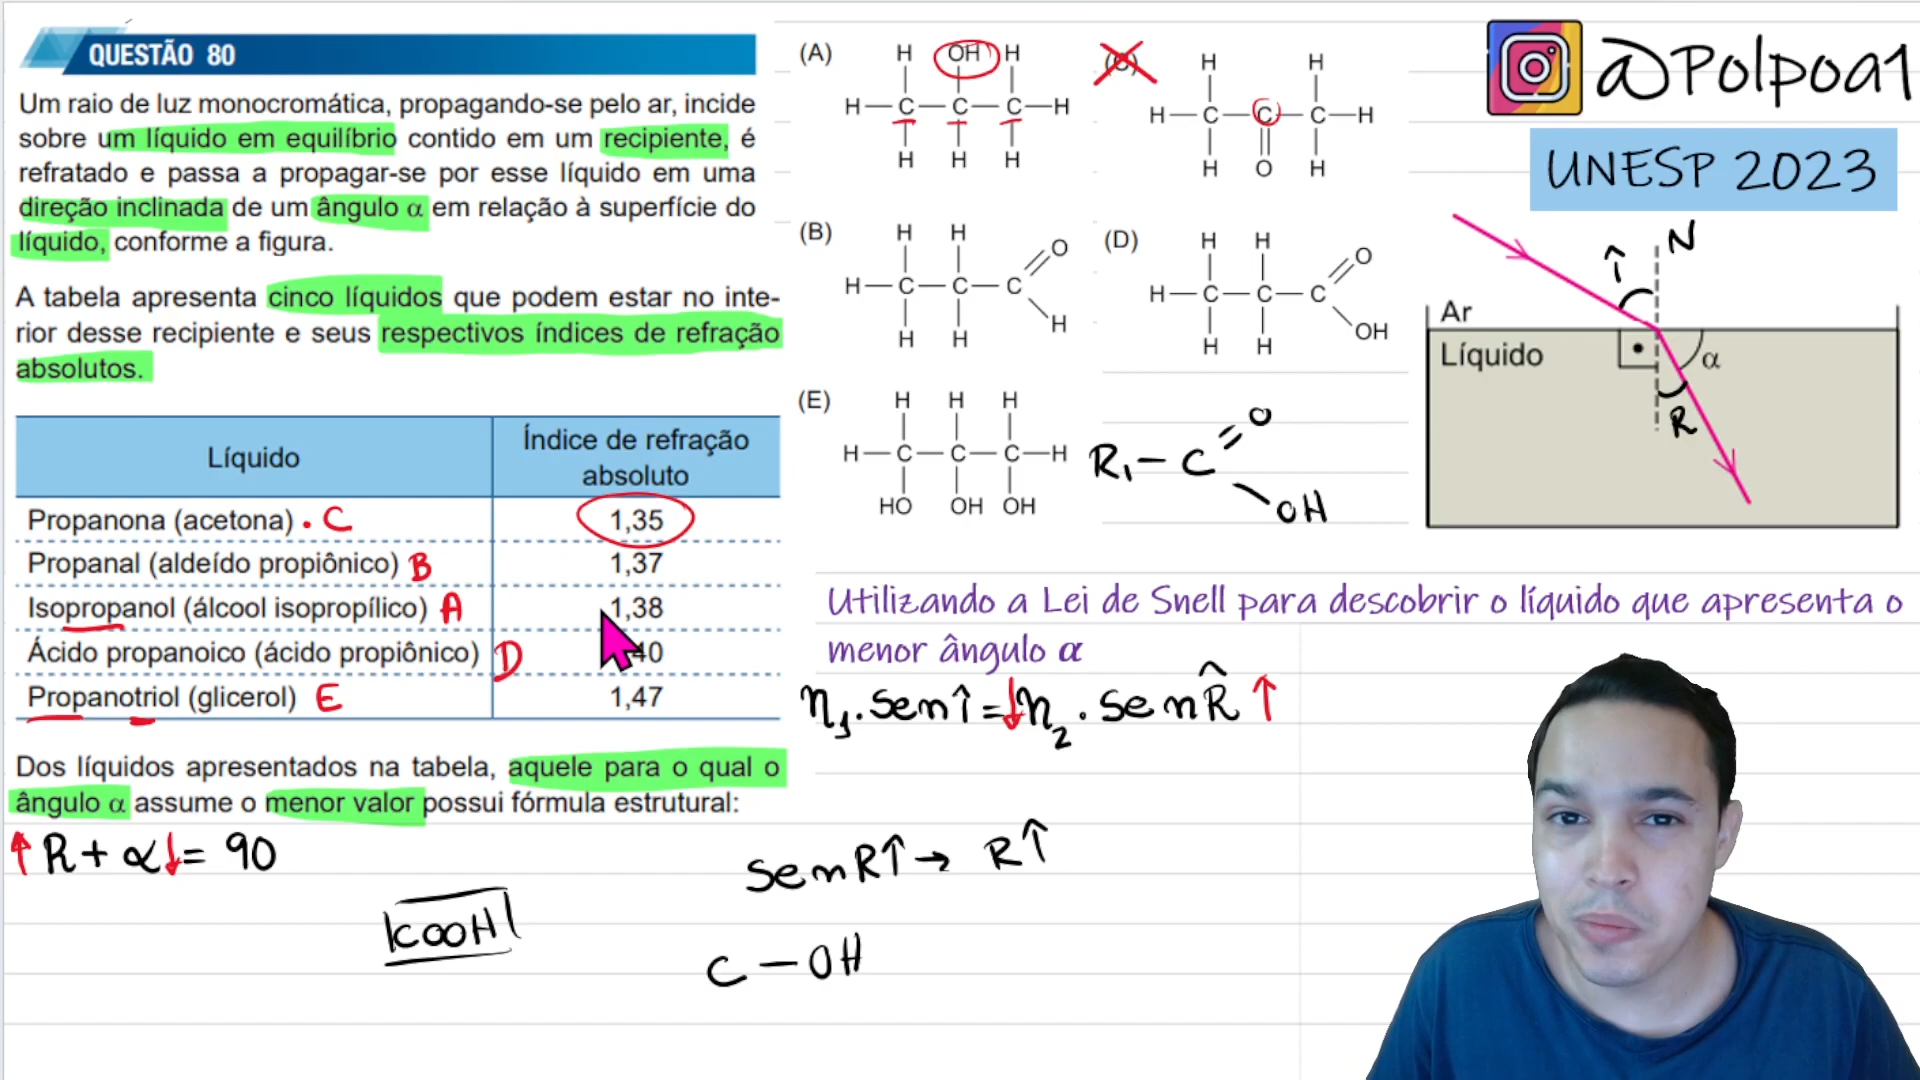 QUESTÃO 80
Um raio de luz monocromática, propagando-se pelo ar, incide
sobre um líquido em equilíbrio contido em um recipiente, é
refratado e passa a propagar-se por esse líquido em uma
direção inclinada de um ângulo α em relação à superfície do
líquido, conforme a figura.
A tabela apresenta cinco líquidos que podem estar no inte-
rior desse recipiente e seus respectivos índices de refração
absolutos.
Líquido
Índice de refração
absoluto
Propanona (acetona) . C 1,35
Propanal (aldeído propiônico) B 1,37
Isopropanol (álcool isopropílico) A 1,38
Ácido propanoico (ácido propiônico) D 40
Propanotriol (glicerol) E 1,47
Dos líquidos apresentados na tabela, aquele para o qual o
ângulo α assume o menor valor possui fórmula estrutural:
↑ R + α ↓ = 90
COOH
(A)
H OH H
H—C—C—C—H
H H H
(B)
H H O
H—C—C—C
H H H
(C)
H H
H—C—C—C—H
H O H
(D)
H H O
H—C—C—C
H H OH
(E)
H H H
H—C—C—C—H
HO OH OH
R₁ – C = O
OH
@Polpoa1
UNESP 2023
N
î
Ar
Líquido
α
R
Utilizando a Lei de Snell para descobrir o líquido que apresenta o
menor ângulo α
n₁ . sen î = ↓ n₂ . sen R̂ ↑
sen R ↑ → R ↑
C – OH